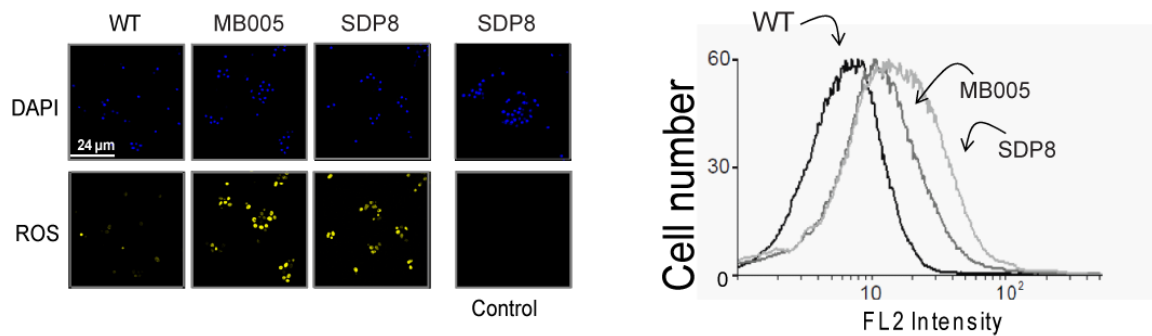 WT MB005 SDP8 SDP8
DAPI
24 µm
ROS
Control
WT
MB005
SDP8
Cell number
60
30
0
10 10²
FL2 Intensity